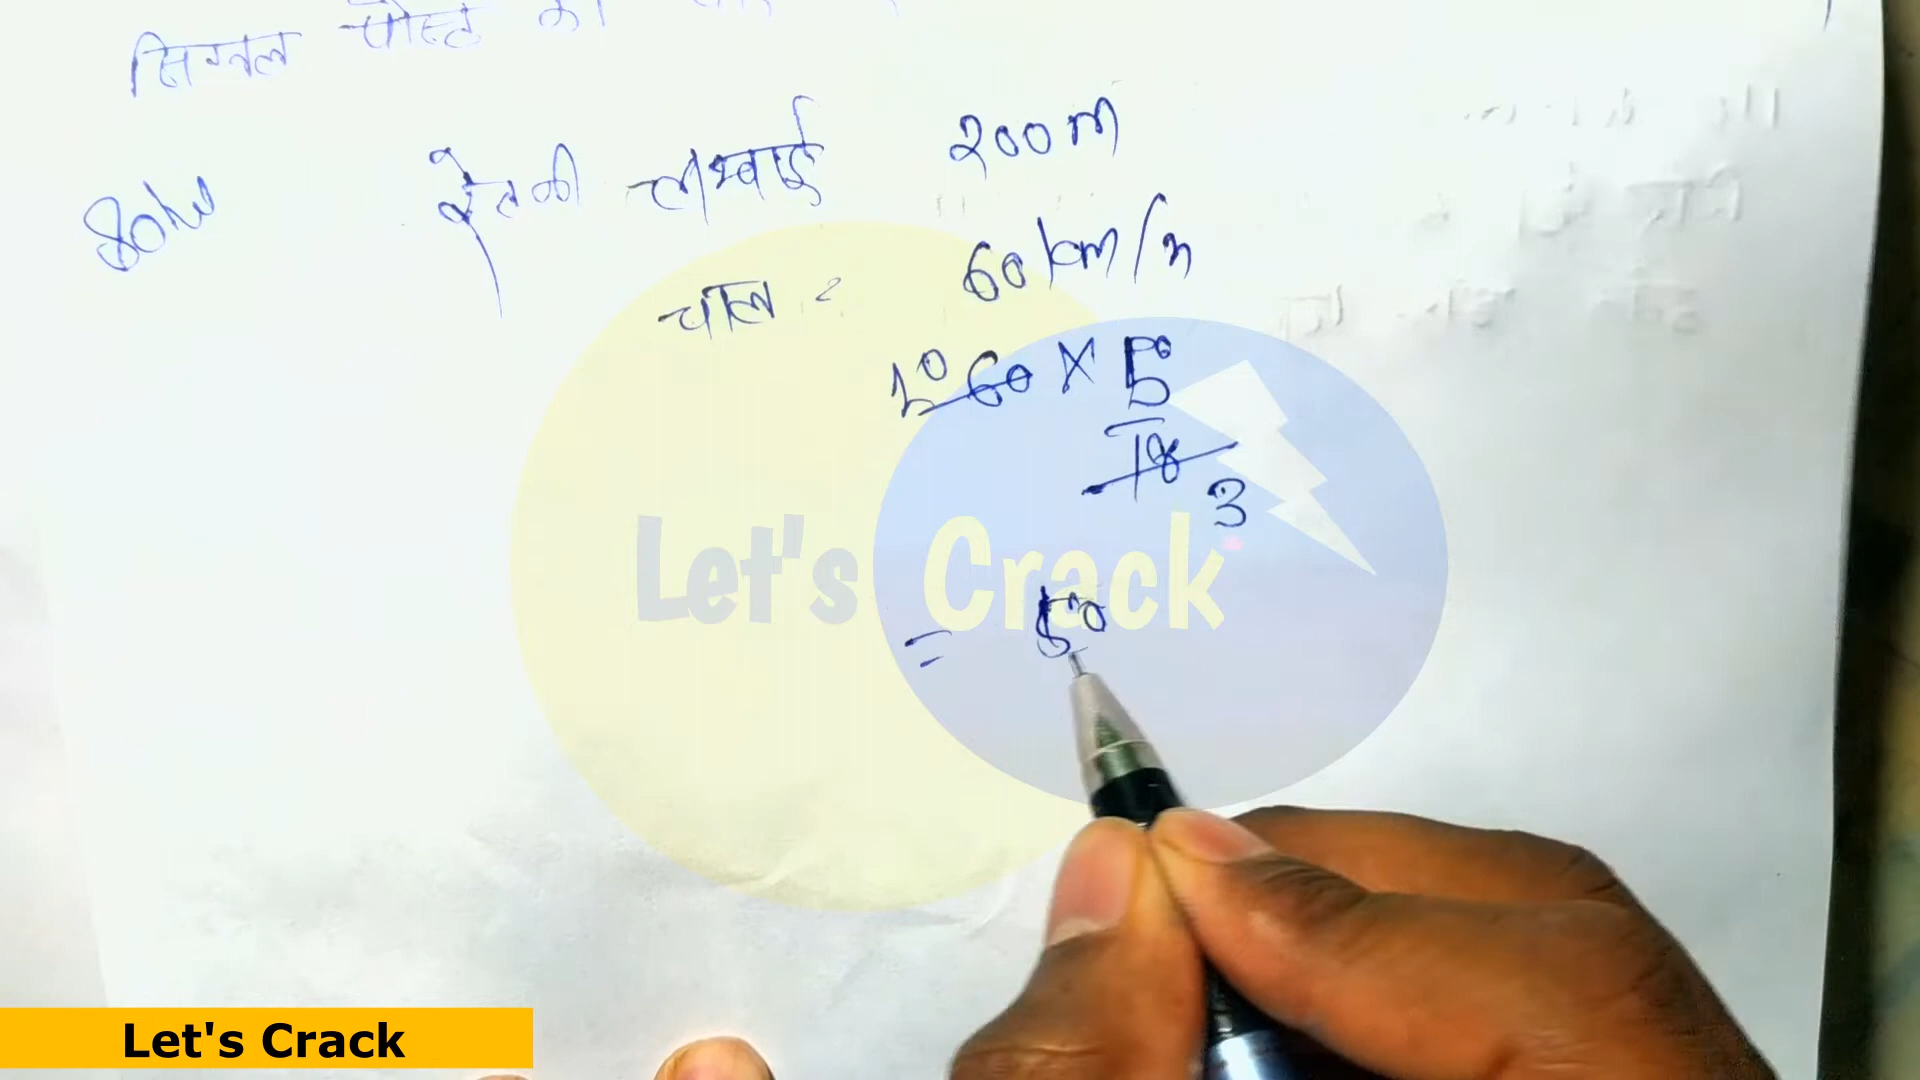 सिग्नल पोस्ट को
Soln रेल की लम्बाई 200m
चाल = 60 km/h
10 60 × 5
18 3
= 50
Let's Crack
Let's Crack